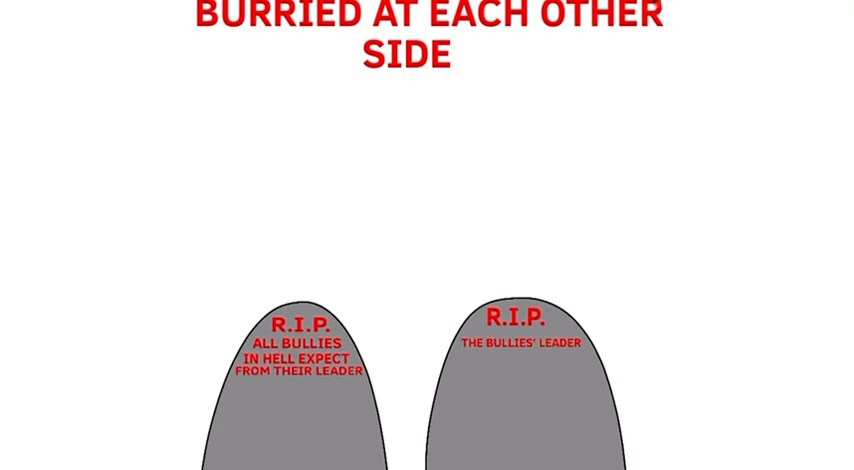 BURRIED AT EACH OTHER
SIDE
R.I.P.
ALL BULLIES
IN HELL EXPECT
FROM THEIR LEADER
R.I.P.
THE BULLIES' LEADER